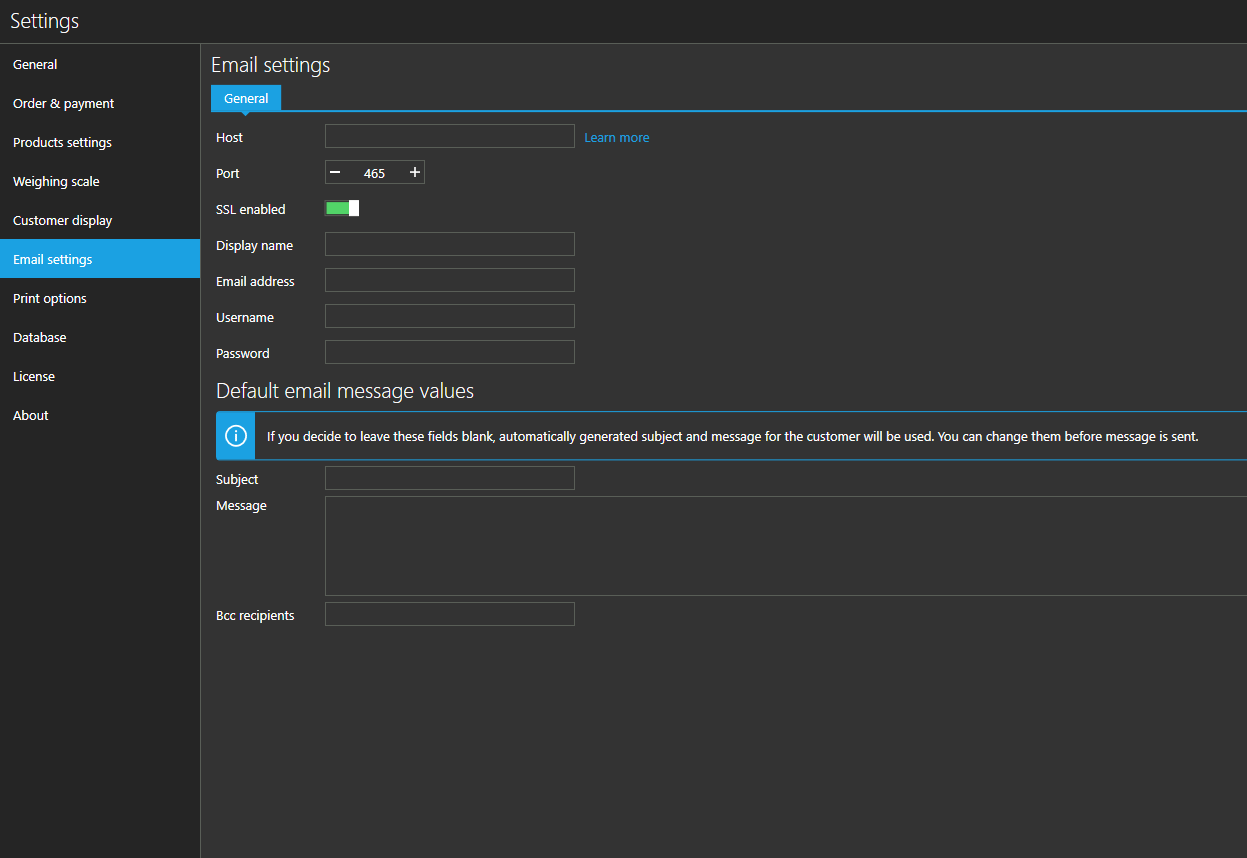 Settings
General
Order & payment
Products settings
Weighing scale
Customer display
Email settings
Print options
Database
License
About
Email settings
General
Host Learn more
Port 465
SSL enabled
Display name
Email address
Username
Password
Default email message values
If you decide to leave these fields blank, automatically generated subject and message for the customer will be used. You can change them before message is sent.
Subject
Message
Bcc recipients